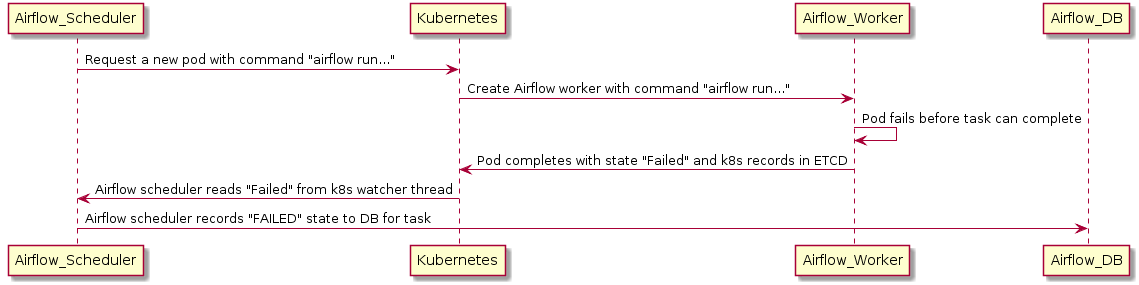 Airflow_Scheduler Kubernetes Airflow_Worker Airflow_DB
Request a new pod with command "airflow run..."
Create Airflow worker with command "airflow run..."
Pod fails before task can complete
Pod completes with state "Failed" and k8s records in ETCD
Airflow scheduler reads "Failed" from k8s watcher thread
Airflow scheduler records "FAILED" state to DB for task
Airflow_Scheduler Kubernetes Airflow_Worker Airflow_DB